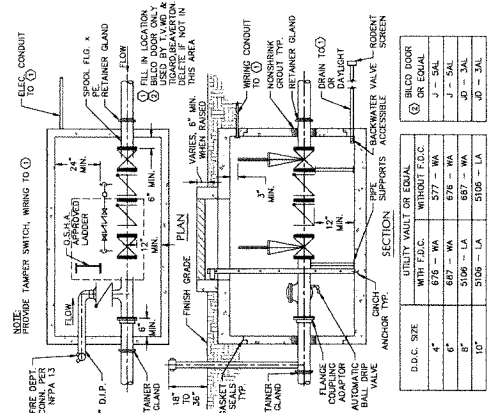 NOTE:
PROVIDE TAMPER SWITCH, WIRING TO ①
ELEC. CONDUIT
TO ①
FIRE DEPT.
CONN. PER
NFPA 13
FLOW
D.I.P.
24"
O.S.H.A.
APPROVED
LADDER
SPOOL FLG. x
PE
RETAINER GLAND
FLOW
① FILL IN LOCATION
② BILCO DOOR ONLY
USED BY T.V.WD &
TIGARD, BEAVERTON.
DELETE IF NOT IN
THIS AREA
6"
MIN.
12"
MIN.
6"
MIN.
TAINER
GLAND
PLAN
VARIES, 6" MIN.
WHEN RAISED
FINISH GRADE
18"
TO
36"
WIRING CONDUIT
TO ①
NONSHRINK
GROUT TYP.
RETAINER GLAND
DRAIN TO ①
OR
DAYLIGHT
RODENT
SCREEN
BACKWATER VALVE
ACCESSIBLE
PIPE
SUPPORTS
3"
MIN.
12"
MIN.
SECTION
CINCH
ANCHOR TYP.
GASKET
SEAL
TYP.
TAINER
GLAND
FLANGE
COUPLING
ADAPTOR
AUTOMATIC
BALL DRIP
VALVE
D.D.C. SIZE UTILITY VAULT OR EQUAL ② BILCO DOOR
WITH F.D.C. WITHOUT F.D.C. OR EQUAL
4" 676 - WA 577 - WA J - 5AL
6" 687 - WA 676 - WA J - 5AL
8" 5106 - LA 687 - WA JD - 3AL
10" 5106 - LA 5106 - LA JD - 3AL